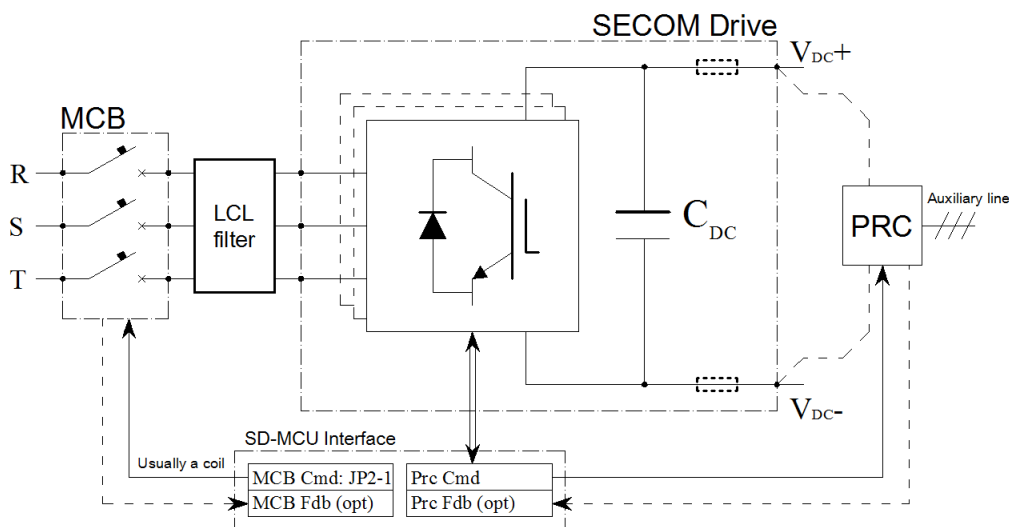 SECOM Drive
VDC+
MCB
R
S
T
LCL
filter
CDC
PRC
Auxiliary line
VDC-
SD-MCU Interface
Usually a coil
MCB Cmd: JP2-1
Prc Cmd
MCB Fdb (opt)
Prc Fdb (opt)